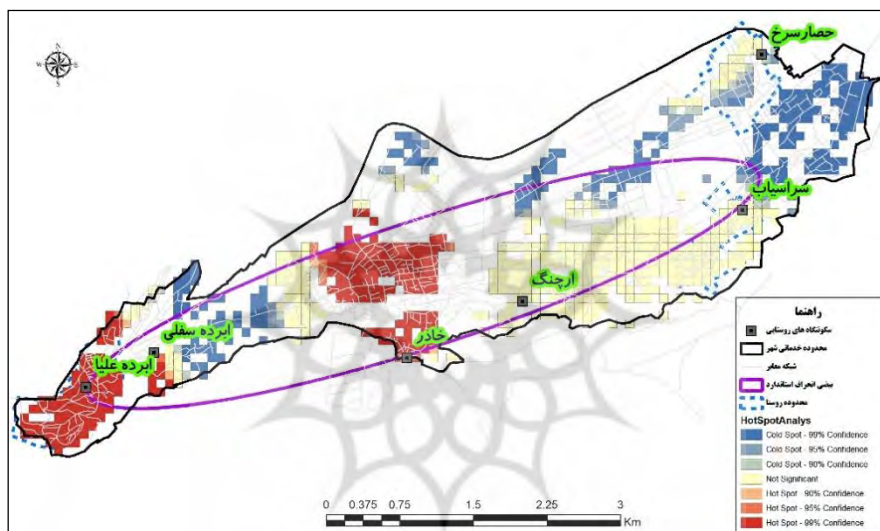 حصارسرخ
N
W
E
S
سراسیاب
ارچنگ
ابرده سفلی
خادر
ابرده علیا
راهنما
سکونتگاه های روستایی
محدوده خدماتی شهر
شبکه معابر
بیضی انحراف استاندارد
محدوده روستا
HotSpotAnalys
Cold Spot - 99% Confidence
Cold Spot - 95% Confidence
Cold Spot - 90% Confidence
Not Significant
Hot Spot - 90% Confidence
Hot Spot - 95% Confidence
Hot Spot - 99% Confidence
0 0.375 0.75 1.5 2.25 3
Km